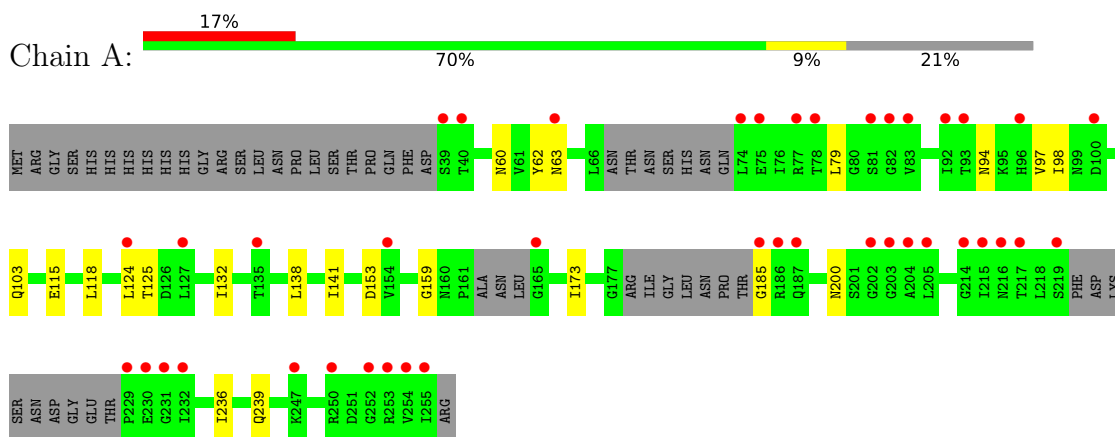 17%
Chain A:
70% 9% 21%
MET ARG GLY SER HIS HIS HIS HIS HIS HIS GLY ARG SER LEU ASN PRO LEU SER THR PRO GLN PHE ASP S39 T40 N60 V61 Y62 N63 L66 ASN THR ASN SER HIS ASN GLN L74 E75 I76 R77 T78 L79 G80 S81 G82 V83 I92 T93 N94 K95 H96 V97 I98 N99 D100
Q103 E115 L118 L124 T125 D126 L127 I132 T135 L138 I141 D153 V154 G159 N160 P161 ALA ASN LEU G165 I173 G177 ARG ILE GLY LEU ASN PRO THR G185 R186 Q187 N200 S201 G202 G203 A204 L205 G214 I215 N216 T217 L218 S219 PHE ASP LYS
SER ASN ASP GLY GLU THR P229 E230 G231 I232 I236 Q239 K247 R250 D251 G252 R253 V254 I255 ARG